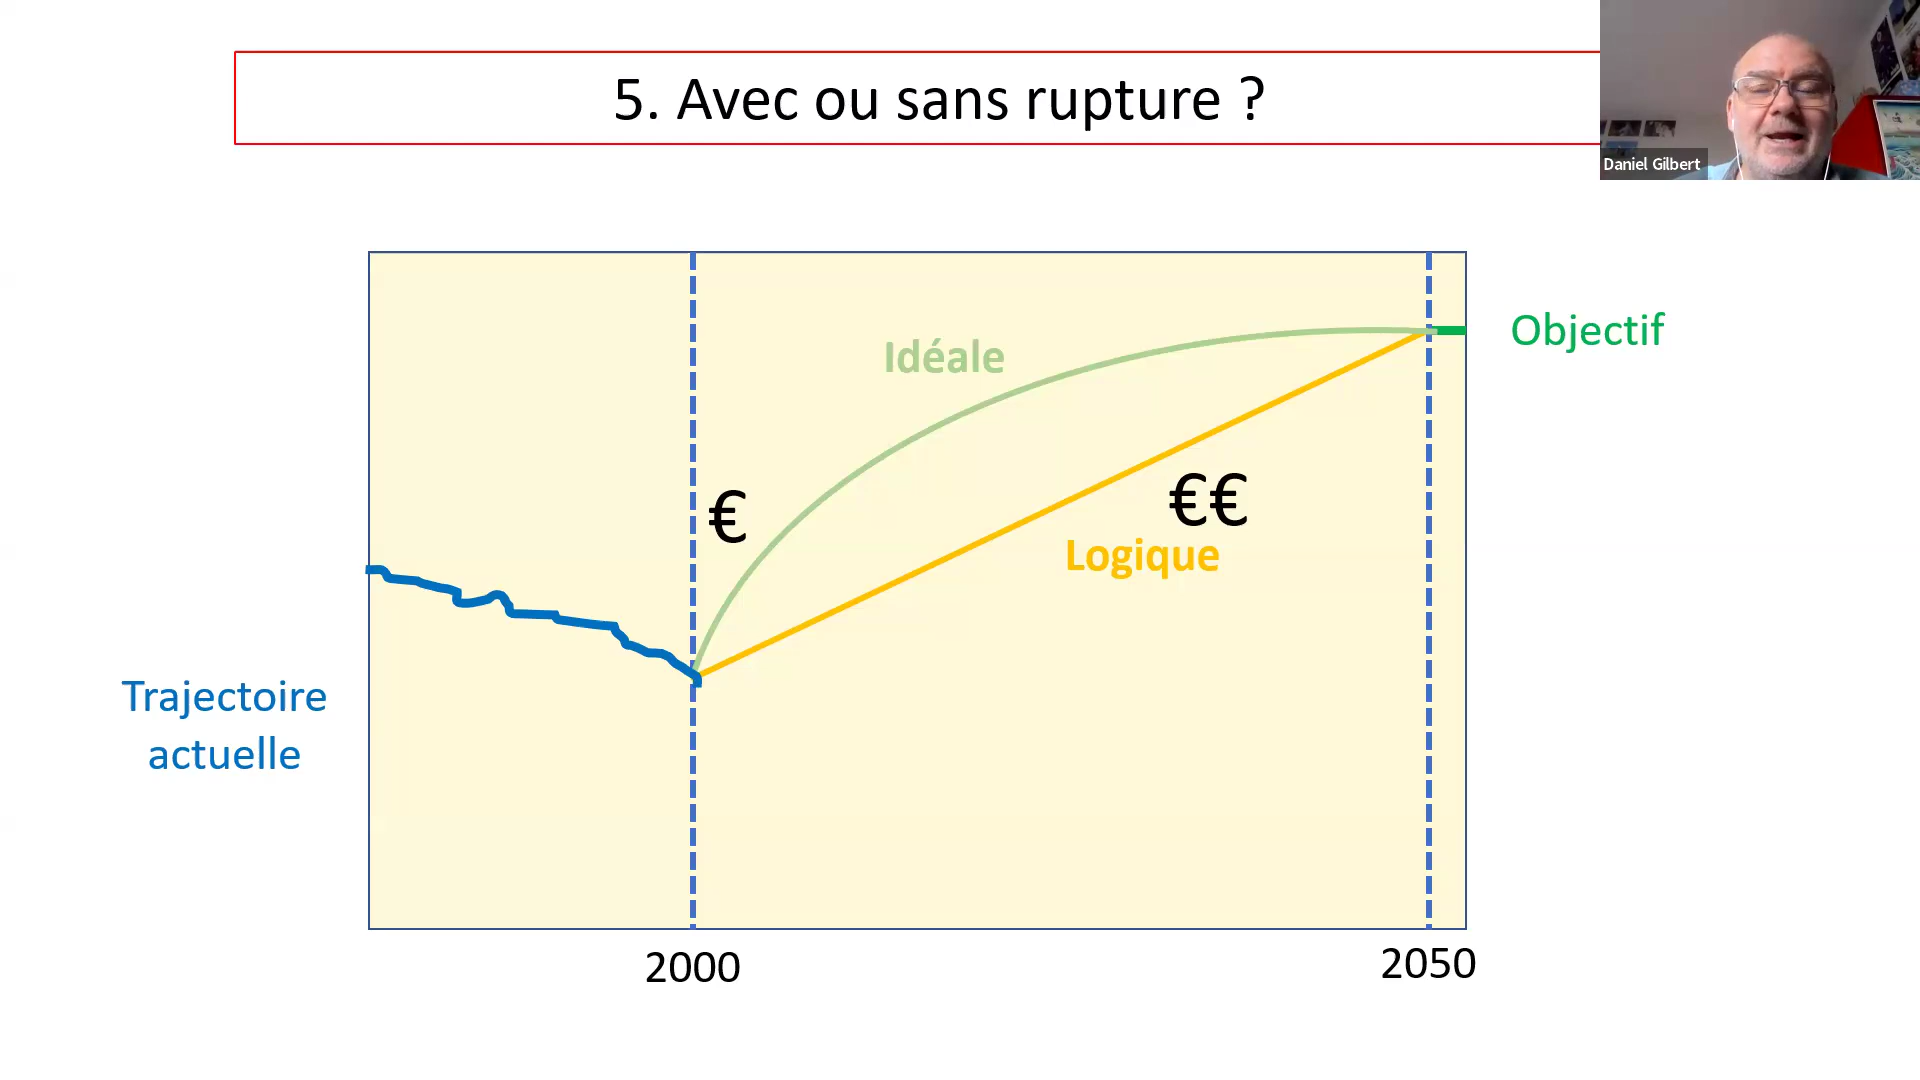 5. Avec ou sans rupture ?
Daniel Gilbert
Idéale
Objectif
€
€€
Logique
Trajectoire
actuelle
2000
2050